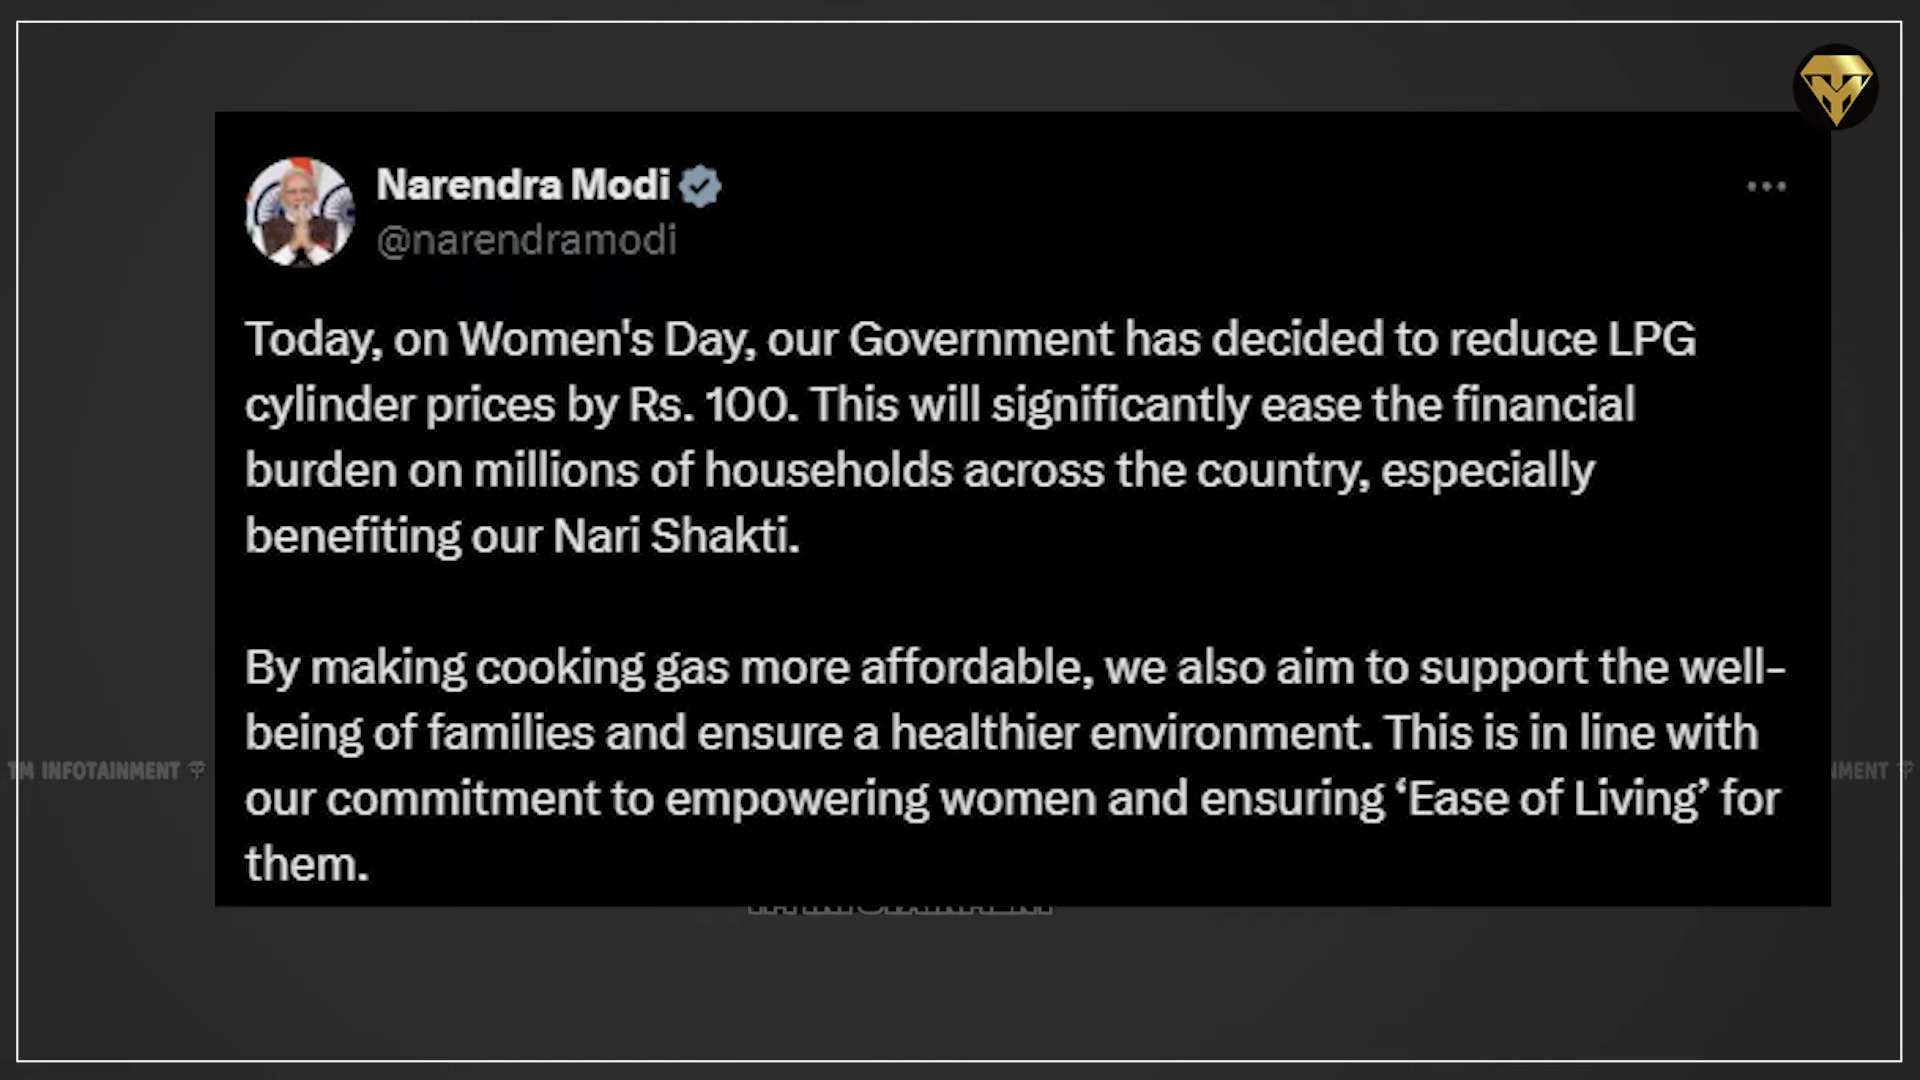 Narendra Modi
@narendramodi
Today, on Women's Day, our Government has decided to reduce LPG
cylinder prices by Rs. 100. This will significantly ease the financial
burden on millions of households across the country, especially
benefiting our Nari Shakti.
By making cooking gas more affordable, we also aim to support the well-
being of families and ensure a healthier environment. This is in line with
our commitment to empowering women and ensuring ‘Ease of Living’ for
them.
TM INFOTAINMENT